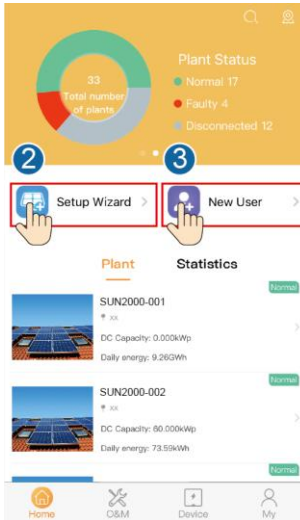 33
Total number
of plants
Plant Status
Normal 17
Faulty 4
Disconnected 12
2
3
Setup Wizard
New User
Plant
Statistics
Normal
SUN2000-001
xx
DC Capacity: 0.000kWp
Daily energy: 9.26GWh
Normal
SUN2000-002
xx
DC Capacity: 60.000kWp
Daily energy: 73.59kWh
Normal
Home
O&M
Device
My